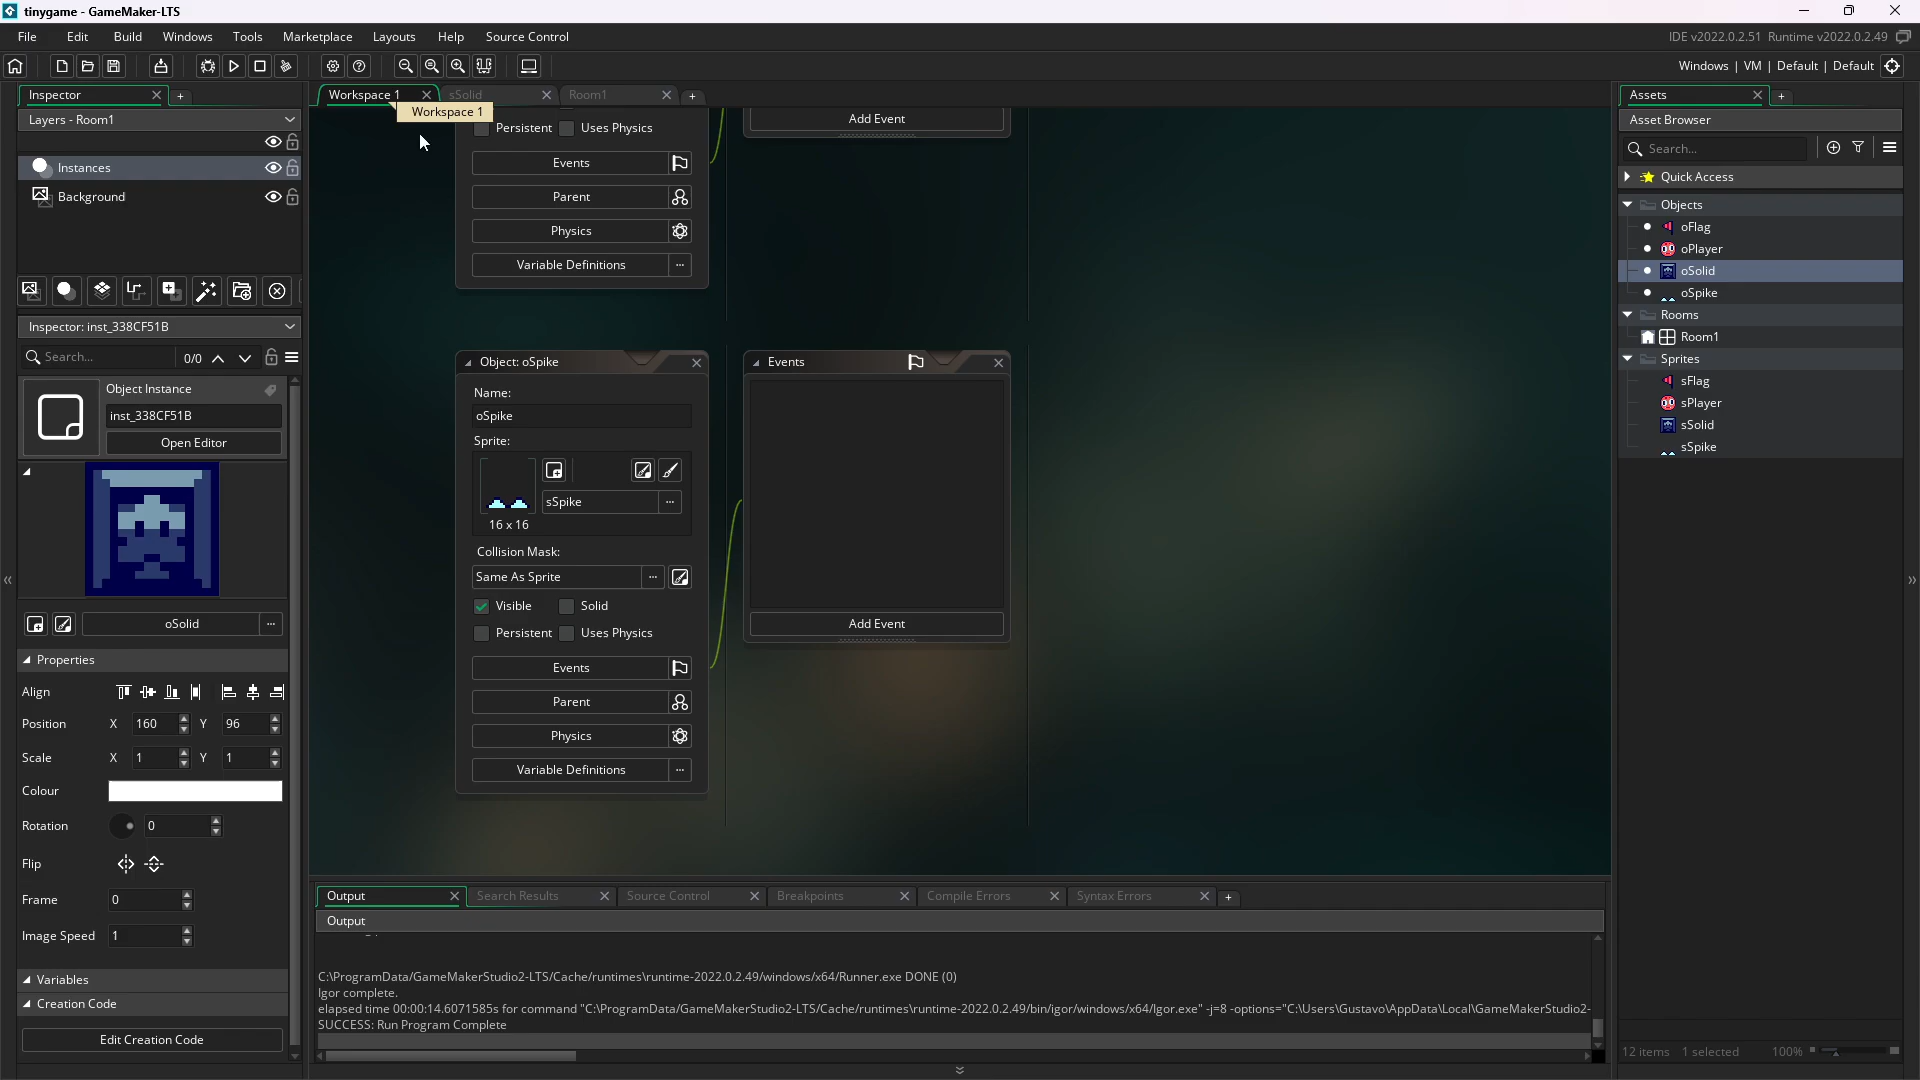 tinygame - GameMaker-LTS
File Edit Build Windows Tools Marketplace Layouts Help Source Control
IDE v2022.0.2.51 Runtime v2022.0.2.49
Windows | VM | Default | Default
Inspector
Layers - Room1
Instances
Background
Inspector: inst_338CF51B
Search... 0/0
Object Instance
inst_338CF51B
Open Editor
oSolid
Properties
Align
Position X 160 Y 96
Scale X 1 Y 1
Colour
Rotation 0
Flip
Frame 0
Image Speed 1
Variables
Creation Code
Edit Creation Code
Workspace 1 sSolid Room1
Workspace 1
Persistent Uses Physics
Events
Parent
Physics
Variable Definitions
Add Event
Object: oSpike
Name:
oSpike
Sprite:
sSpike
16 x 16
Collision Mask:
Same As Sprite
Visible Solid
Persistent Uses Physics
Events
Parent
Physics
Variable Definitions
Events
Add Event
Output Search Results Source Control Breakpoints Compile Errors Syntax Errors
Output
C:\ProgramData/GameMakerStudio2-LTS/Cache/runtimes\runtime-2022.0.2.49/windows/x64/Runner.exe DONE (0)
Igor complete.
elapsed time 00:00:14.6071585s for command "C:\ProgramData/GameMakerStudio2-LTS/Cache/runtimes\runtime-2022.0.2.49/bin/igor/windows/x64/Igor.exe" -j=8 -options="C:\Users\Gustavo\AppData\Local\GameMakerStudio2-
SUCCESS: Run Program Complete
Assets
Asset Browser
Search...
Quick Access
Objects
oFlag
oPlayer
oSolid
oSpike
Rooms
Room1
Sprites
sFlag
sPlayer
sSolid
sSpike
12 items 1 selected 100%